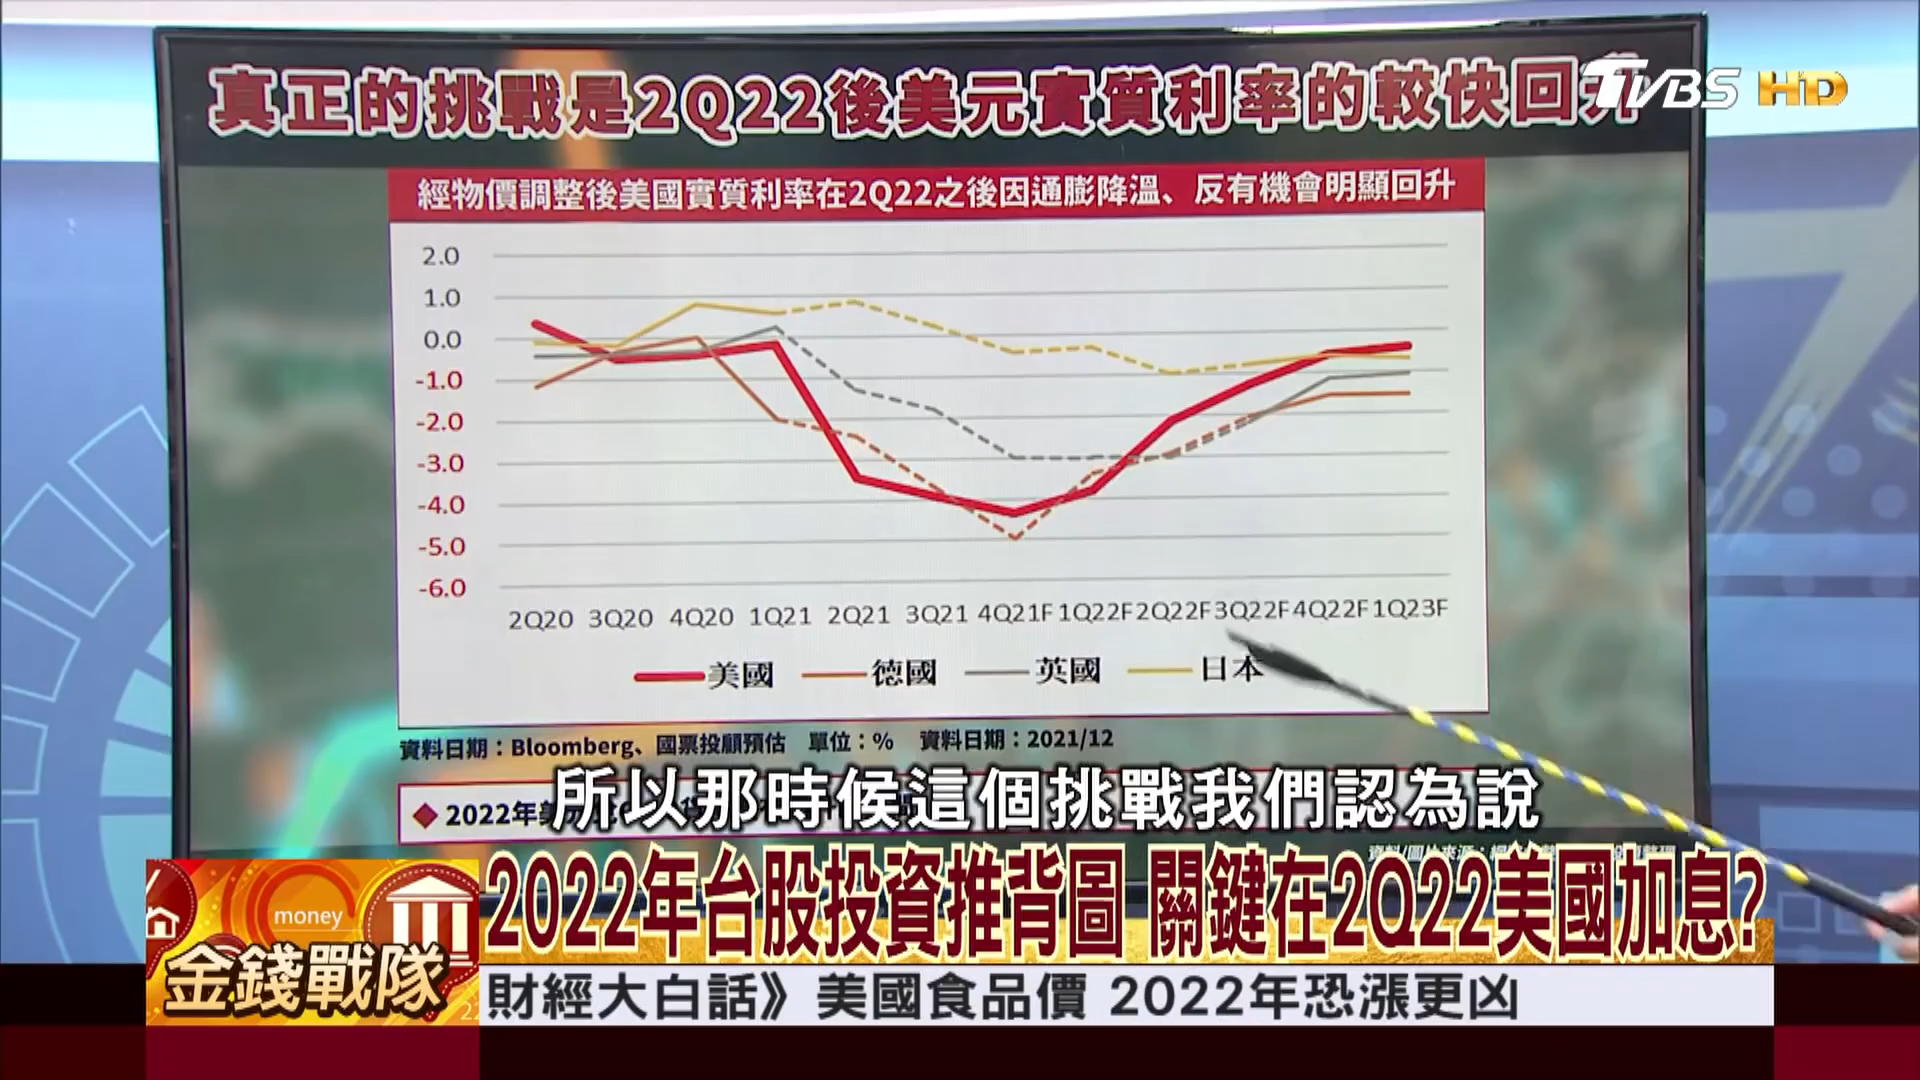 真正的挑戰是2Q22後美元實質利率的較快回升
TVBS HD
經物價調整後美國實質利率在2Q22之後因通膨降溫、反有機會明顯回升
2.0
1.0
0.0
-1.0
-2.0
-3.0
-4.0
-5.0
-6.0
2Q20 3Q20 4Q20 1Q21 2Q21 3Q21 4Q21F 1Q22F 2Q22F 3Q22F 4Q22F 1Q23F
美國 德國 英國 日本
資料日期：Bloomberg、國票投顧預估 單位：% 資料日期：2021/12
◆ 2022年美
所以那時候這個挑戰我們認為說
資料/圖片來源：
money
金錢戰隊
2022年台股投資推背圖 關鍵在2Q22美國加息?
財經大白話》美國食品價 2022年恐漲更凶